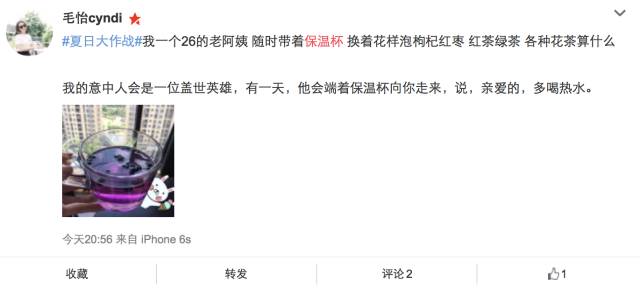 毛怡cyndi
#夏日大作战#我一个26的老阿姨 随时带着保温杯 换着花样泡枸杞红枣 红茶绿茶 各种花茶算什么
我的意中人会是一位盖世英雄，有一天，他会端着保温杯向你走来，说，亲爱的，多喝热水。
今天20:56 来自 iPhone 6s
收藏 转发 评论2 1